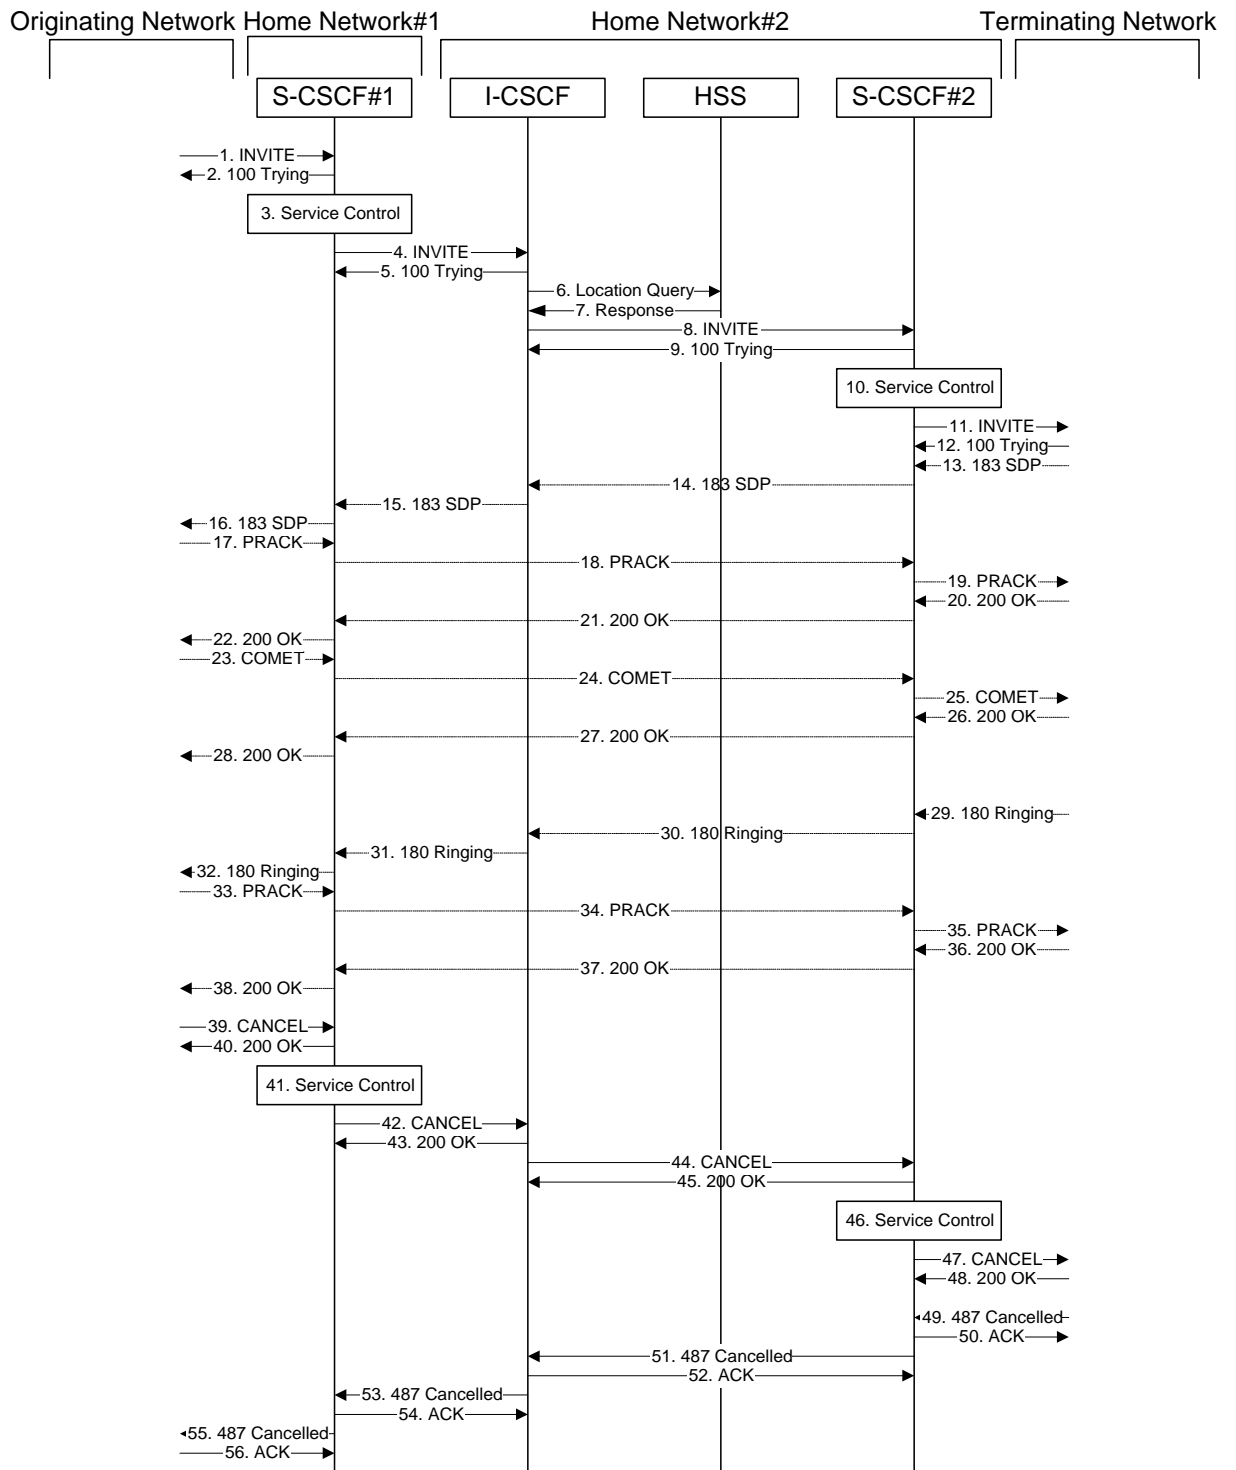 Originating Network
Home Network#1
Home Network#2
Terminating Network
S-CSCF#1
I-CSCF
HSS
S-CSCF#2
1. INVITE
2. 100 Trying
3. Service Control
4. INVITE
5. 100 Trying
6. Location Query
7. Response
8. INVITE
9. 100 Trying
10. Service Control
11. INVITE
12. 100 Trying
13. 183 SDP
14. 183 SDP
15. 183 SDP
16. 183 SDP
17. PRACK
18. PRACK
19. PRACK
20. 200 OK
21. 200 OK
22. 200 OK
23. COMET
24. COMET
25. COMET
26. 200 OK
27. 200 OK
28. 200 OK
29. 180 Ringing
30. 180 Ringing
31. 180 Ringing
32. 180 Ringing
33. PRACK
34. PRACK
35. PRACK
36. 200 OK
37. 200 OK
38. 200 OK
39. CANCEL
40. 200 OK
41. Service Control
42. CANCEL
43. 200 OK
44. CANCEL
45. 200 OK
46. Service Control
47. CANCEL
48. 200 OK
49. 487 Cancelled
50. ACK
51. 487 Cancelled
52. ACK
53. 487 Cancelled
54. ACK
55. 487 Cancelled
56. ACK